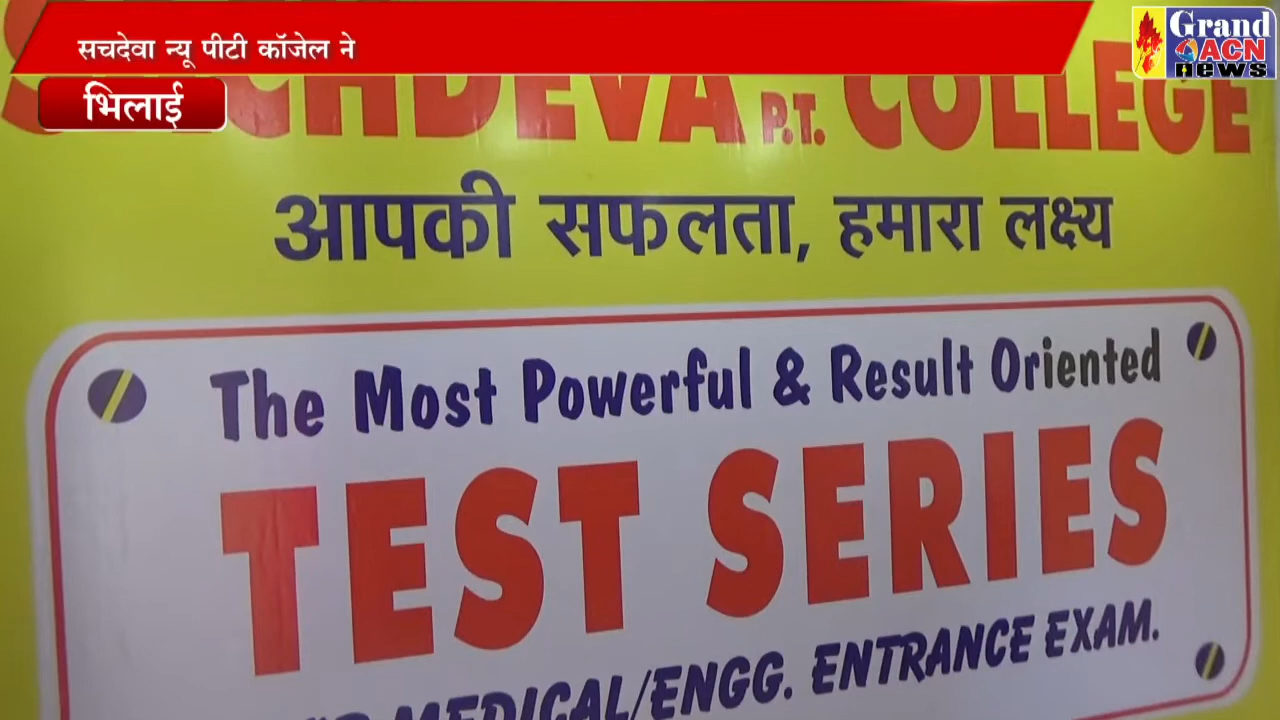 सचदेवा न्यू पीटी कॉजेल ने
Grand
ACN
news
भिलाई
P.T. COLLEGE
आपकी सफलता, हमारा लक्ष्य
The Most Powerful & Result Oriented
TEST SERIES
MEDICAL/ENGG. ENTRANCE EXAM.